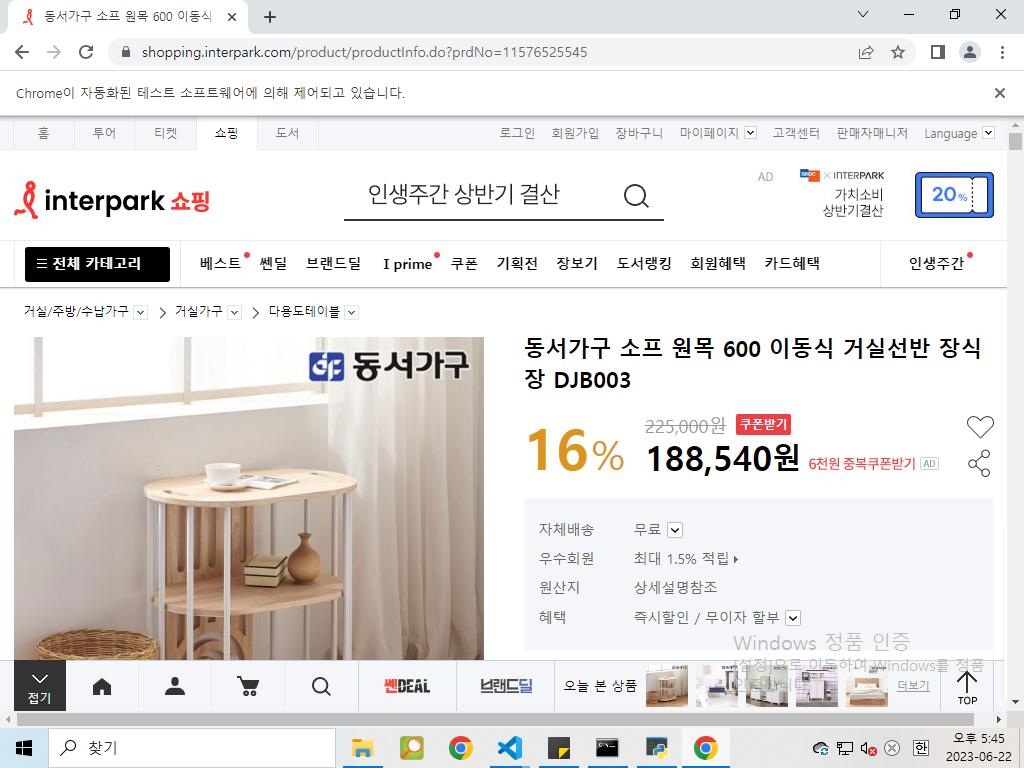 동서가구 소프 원목 600 이동식
shopping.interpark.com/product/productInfo.do?prdNo=11576525545
Chrome이 자동화된 테스트 소프트웨어에 의해 제어되고 있습니다.
홈 투어 티켓 쇼핑 도서 로그인 회원가입 장바구니 마이페이지 고객센터 판매자매니저 Language
interpark 쇼핑
인생주간 상반기 결산
AD
× INTERPARK
가치소비
상반기결산
20%
전체 카테고리 베스트 쎈딜 브랜드딜 I prime 쿠폰 기획전 장보기 도서랭킹 회원혜택 카드혜택 인생주간
거실/주방/수납가구 거실가구 다용도테이블
동서가구
동서가구 소프 원목 600 이동식 거실선반 장식
장 DJB003
16% 225,000원 쿠폰받기
188,540원 6천원 중복쿠폰받기 AD
자체배송 무료
우수회원 최대 1.5% 적립
원산지 상세설명참조
혜택 즉시할인 / 무이자 할부
Windows 정품 인증
[설정]으로 이동하여 Windows를 정품
접기
쎈DEAL
브랜드딜
오늘 본 상품
더보기
TOP
찾기
한
오후 5:45
2023-06-22